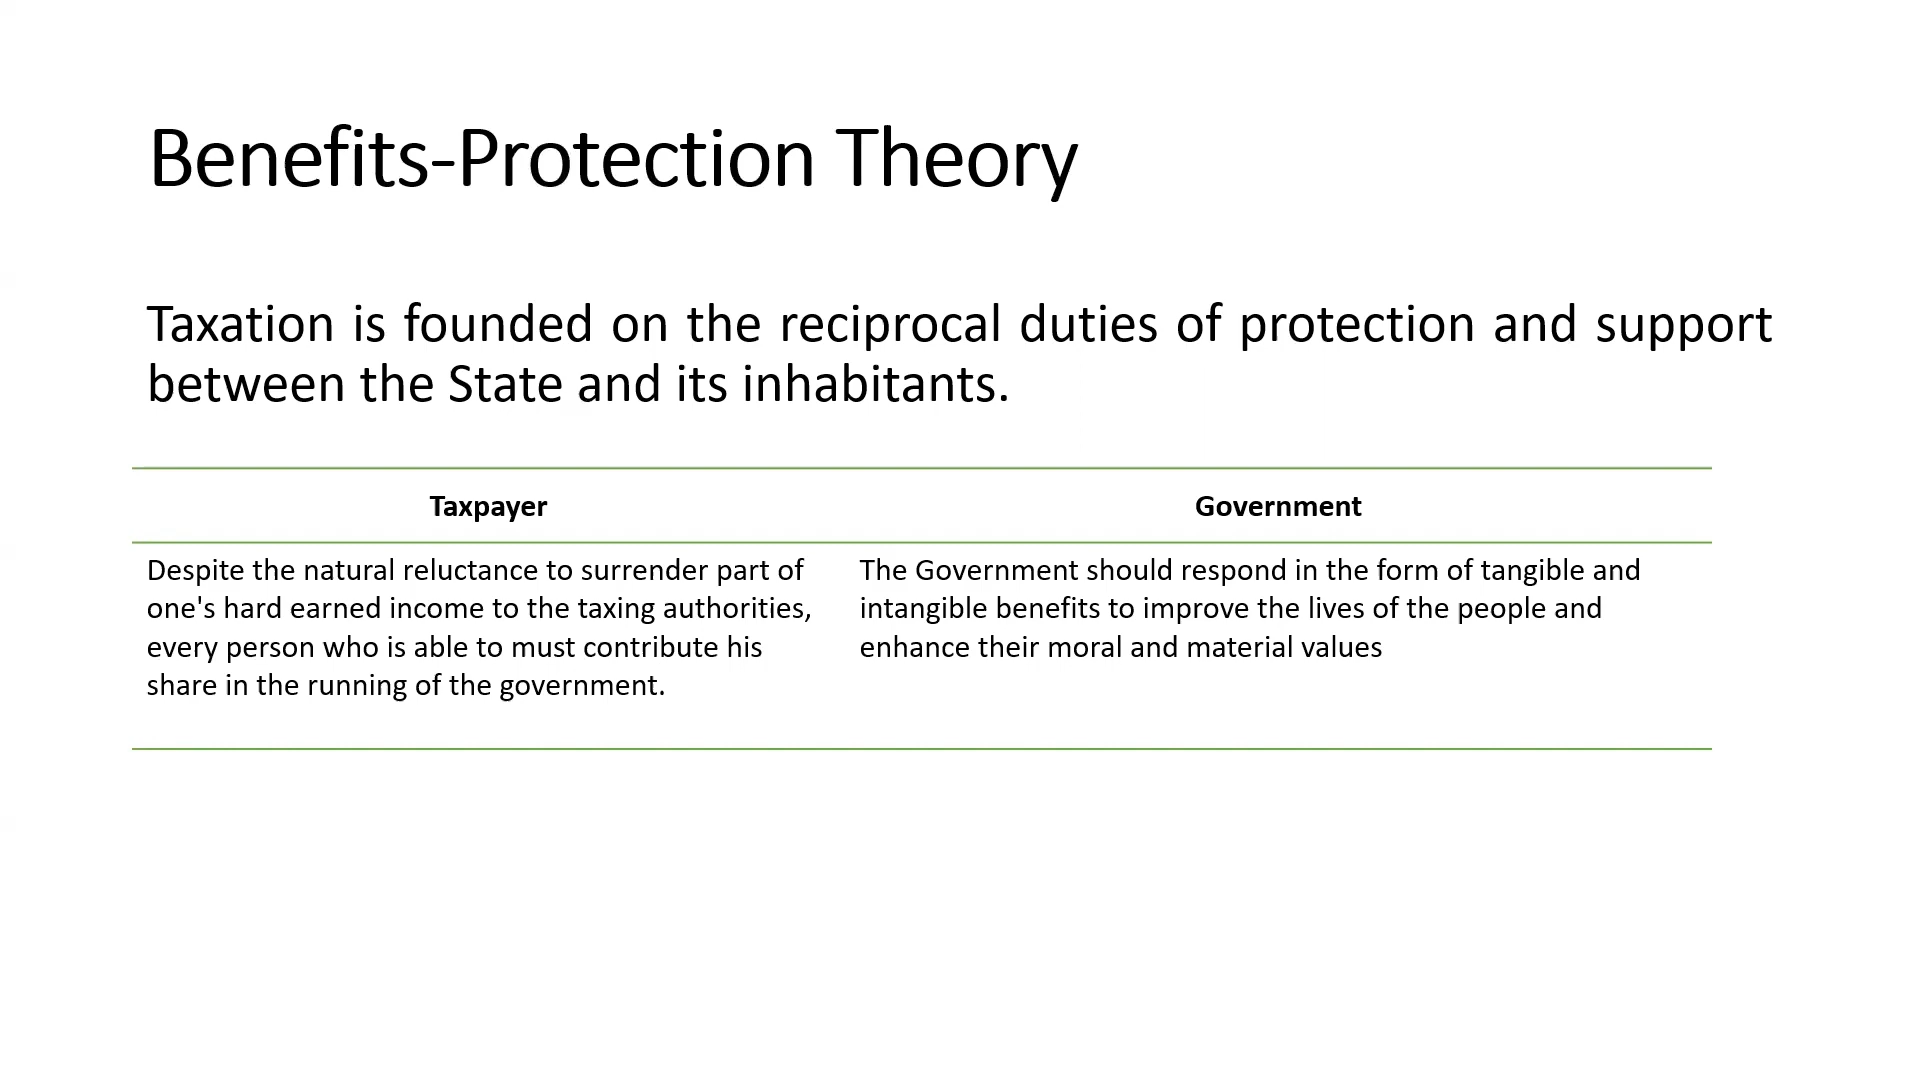 Benefits-Protection Theory
Taxation is founded on the reciprocal duties of protection and support
between the State and its inhabitants.
Taxpayer
Government
Despite the natural reluctance to surrender part of
one's hard earned income to the taxing authorities,
every person who is able to must contribute his
share in the running of the government.
The Government should respond in the form of tangible and
intangible benefits to improve the lives of the people and
enhance their moral and material values